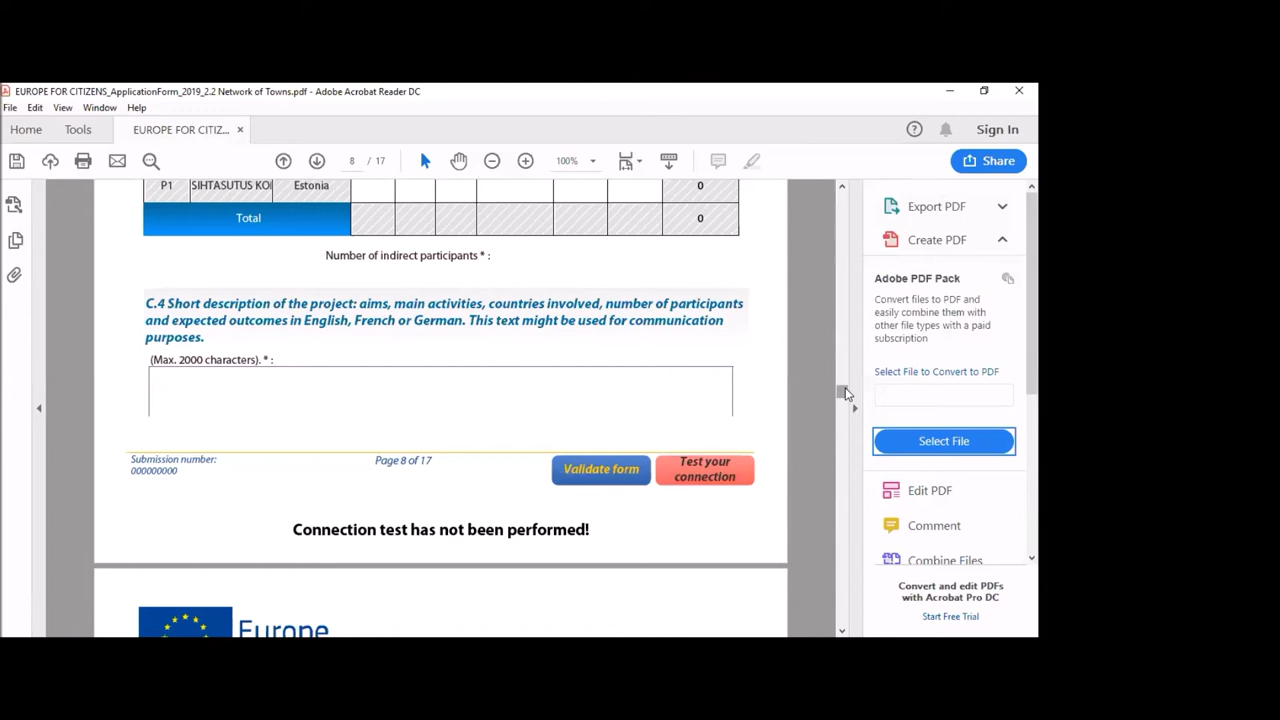 EUROPE FOR CITIZENS_ApplicationForm_2019_2.2 Network of Towns.pdf - Adobe Acrobat Reader DC
File Edit View Window Help
Home Tools EUROPE FOR CITIZ... × Sign In
8 / 17 100% Share
P1 SIHTASUTUS KO Estonia 0
Total 0
Number of indirect participants * :
C.4 Short description of the project: aims, main activities, countries involved, number of participants
and expected outcomes in English, French or German. This text might be used for communication
purposes.
(Max. 2000 characters). * :
Submission number:
000000000
Page 8 of 17
Validate form
Test your
connection
Connection test has not been performed!
Europe
Export PDF
Create PDF
Adobe PDF Pack
Convert files to PDF and
easily combine them with
other file types with a paid
subscription
Select File to Convert to PDF
Select File
Edit PDF
Comment
Combine Files
Convert and edit PDFs
with Acrobat Pro DC
Start Free Trial